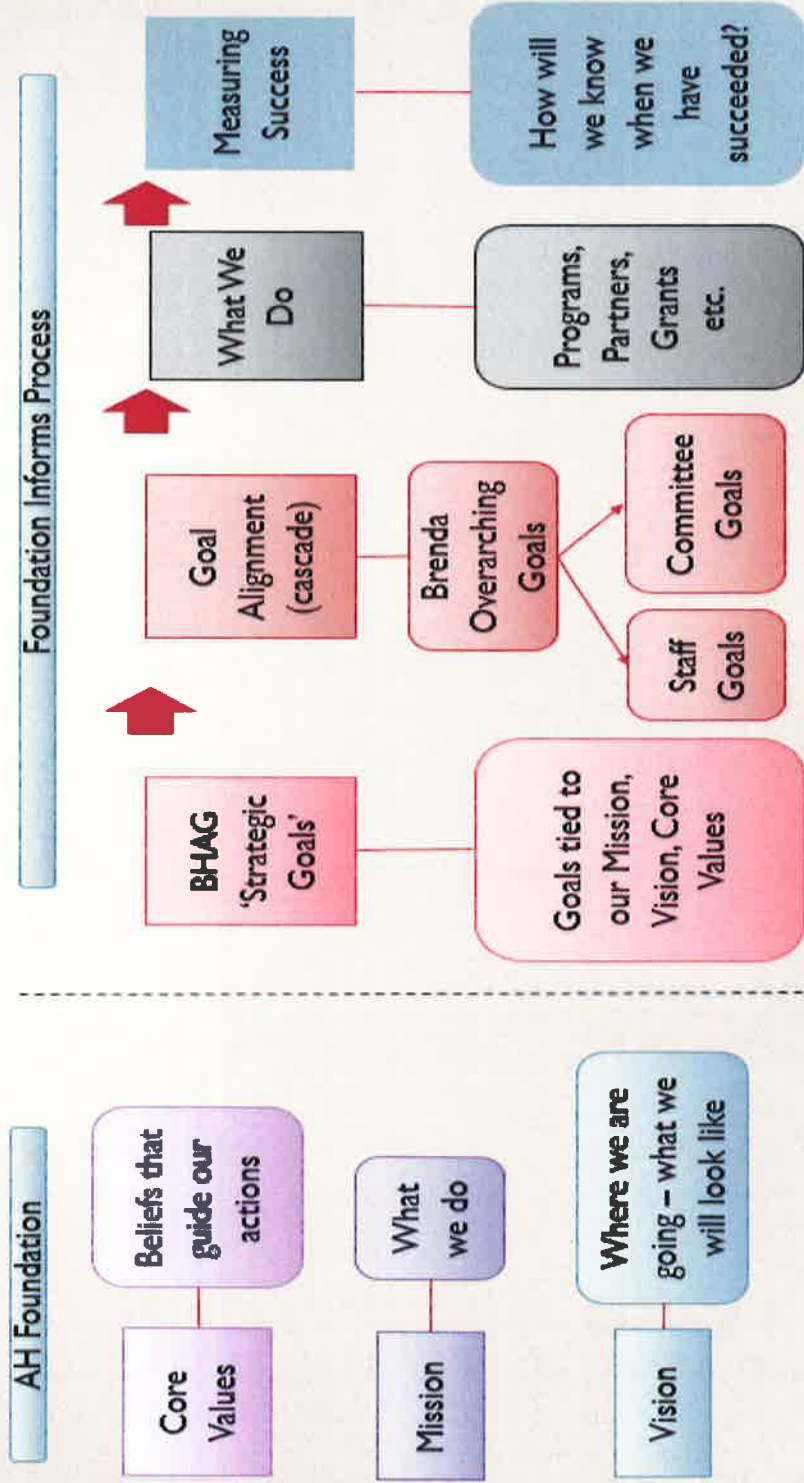 AH Foundation
Core
Values
Beliefs that
guide our
actions
Mission
What
we do
Vision
Where we are
going – what we
will look like
Foundation Informs Process
BHAG
‘Strategic
Goals’
Goals tied to
our Mission,
Vision, Core
Values
Goal
Alignment
(cascade)
Brenda
Overarching
Goals
Staff
Goals
Committee
Goals
What We
Do
Programs,
Partners,
Grants
etc.
Measuring
Success
How will
we know
when we
have
succeeded?